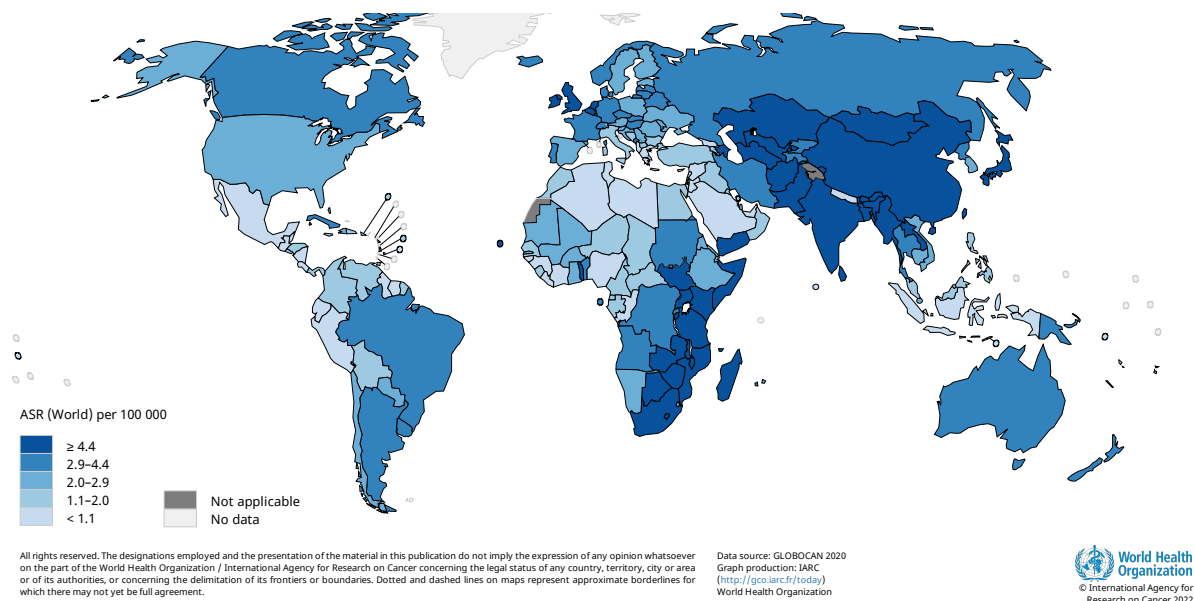 ASR (World) per 100 000
≥ 4.4
2.9–4.4
2.0–2.9
1.1–2.0
< 1.1
Not applicable
No data
All rights reserved. The designations employed and the presentation of the material in this publication do not imply the expression of any opinion whatsoever
on the part of the World Health Organization / International Agency for Research on Cancer concerning the legal status of any country, territory, city or area
or of its authorities, or concerning the delimitation of its frontiers or boundaries. Dotted and dashed lines on maps represent approximate borderlines for
which there may not yet be full agreement.
Data source: GLOBOCAN 2020
Graph production: IARC
(http://gco.iarc.fr/today)
World Health Organization
World Health
Organization
© International Agency for
Research on Cancer 2022